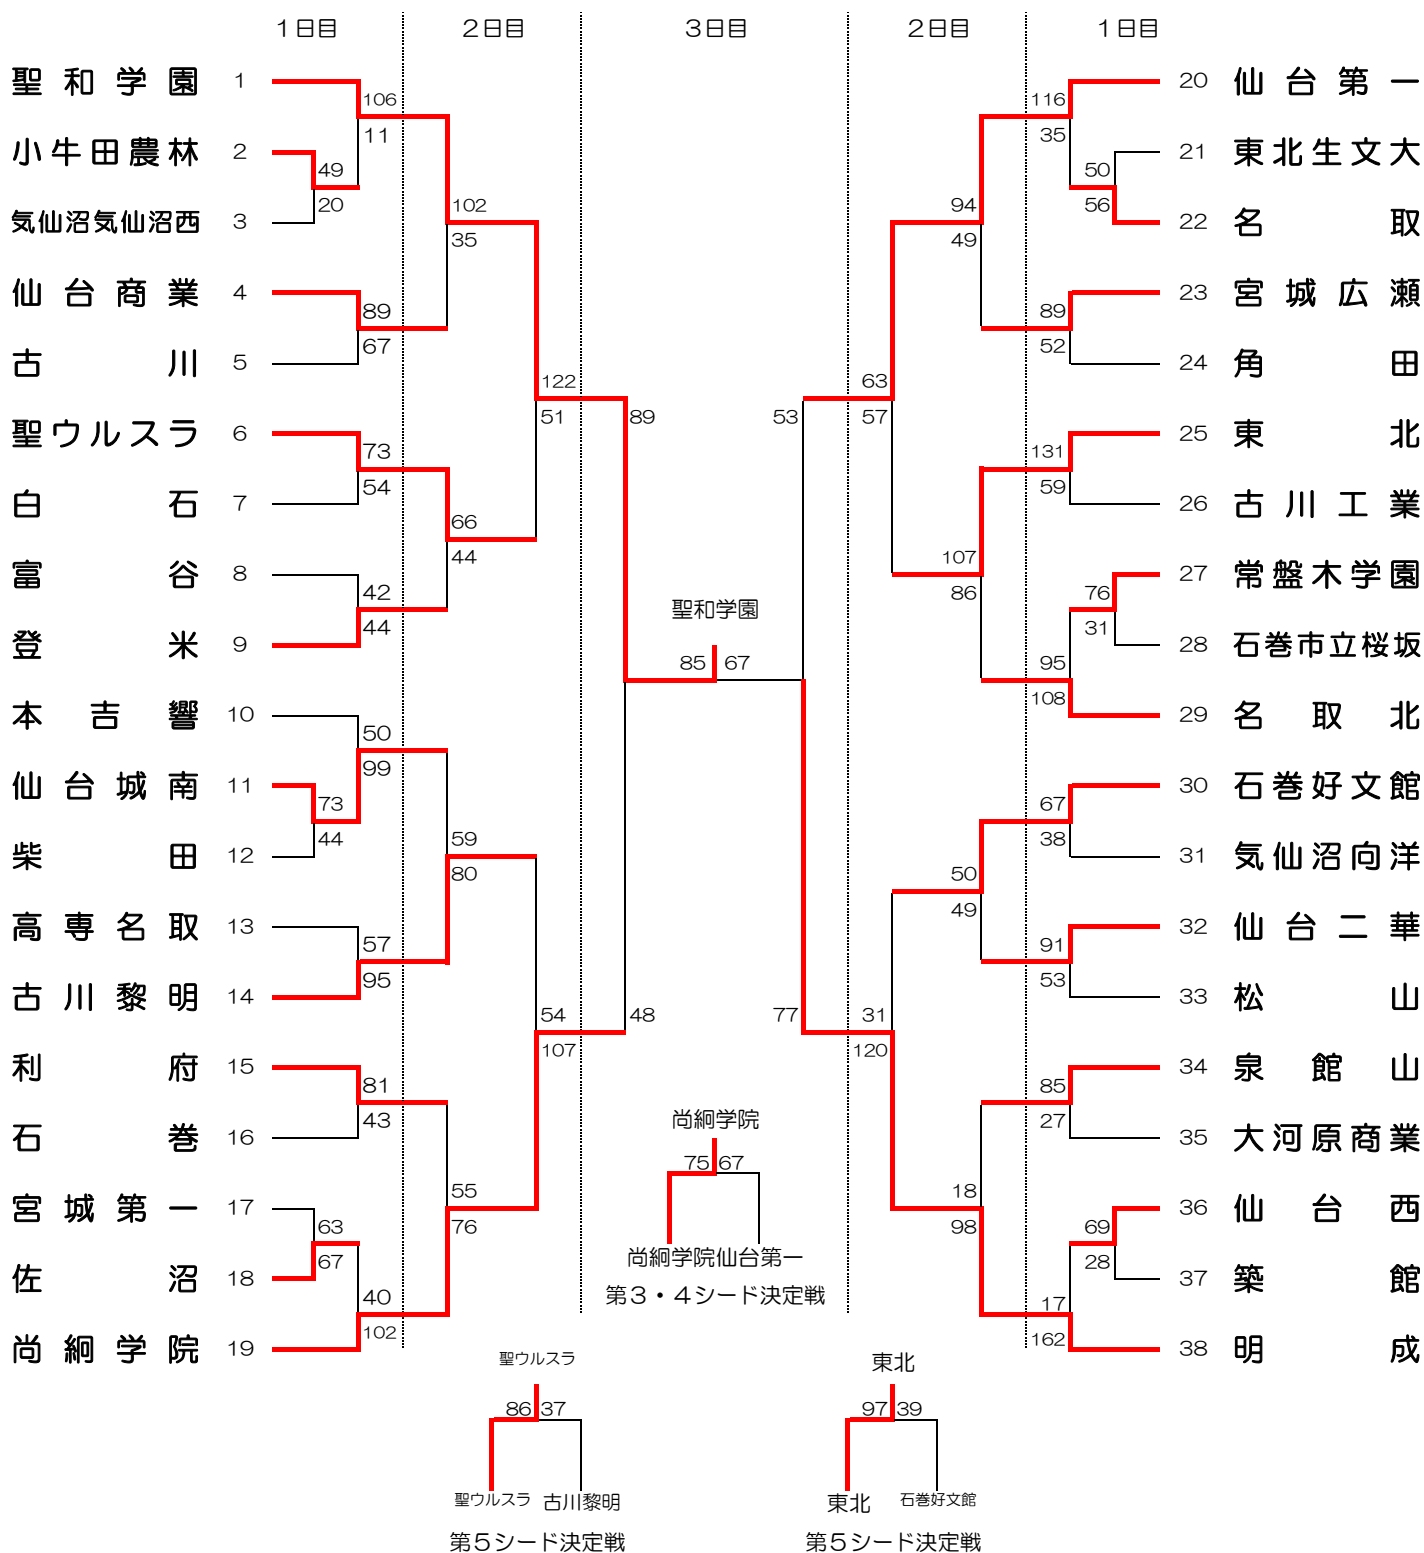 1日目 2日目 3日目 2日目 1日目
聖和学園 1 20 仙台第一
106 116
11 35
小牛田農林 2 21 東北生文大
49 50
20 56
気仙沼気仙沼西 3 22 名取
102 94
35 49
仙台商業 4 23 宮城広瀬
89 89
67 52
古川 5 24 角田
122 63
51 89 53 57
聖ウルスラ 6 25 東北
73 131
54 59
白石 7 26 古川工業
66 107
44 86
富谷 8 27 常盤木学園
42 76
44 31
聖和学園
登米 9 28 石巻市立桜坂
85 67 95
108
本吉響 10 29 名取北
50
99
仙台城南 11 30 石巻好文館
73 67
44 38
柴田 12 31 気仙沼向洋
59 50
80 49
高専名取 13 32 仙台二華
57 91
95 53
古川黎明 14 33 松山
54 48 77 31
107 120
利府 15 34 泉館山
81 85
43 27
石巻 16 35 大河原商業
尚絅学院
75 67
55 18
76 98
宮城第一 17 36 仙台西
63 69
67 28
尚絅学院 仙台第一
佐沼 18 37 築館
第3・4シード決定戦
40 17
102 162
尚絅学院 19 38 明成
聖ウルスラ 東北
86 37 97 39
聖ウルスラ 古川黎明 東北 石巻好文館
第5シード決定戦 第5シード決定戦